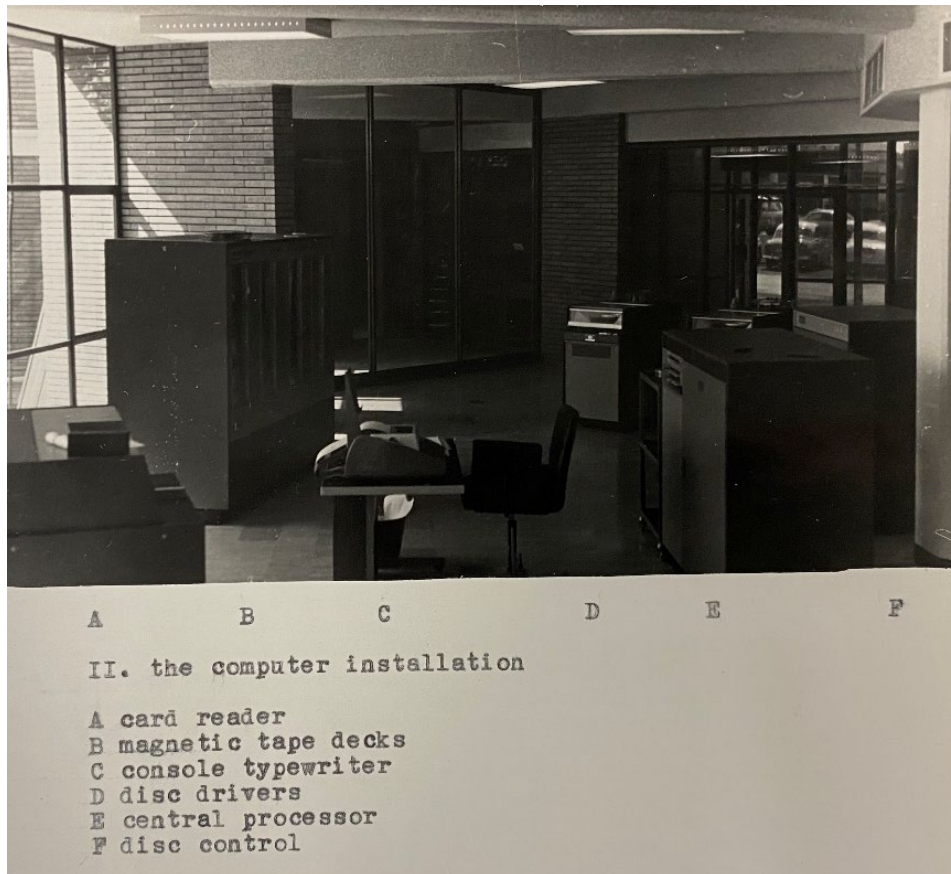 A B C D E F
II. the computer installation
A card reader
B magnetic tape decks
C console typewriter
D disc drivers
E central processor
F disc control